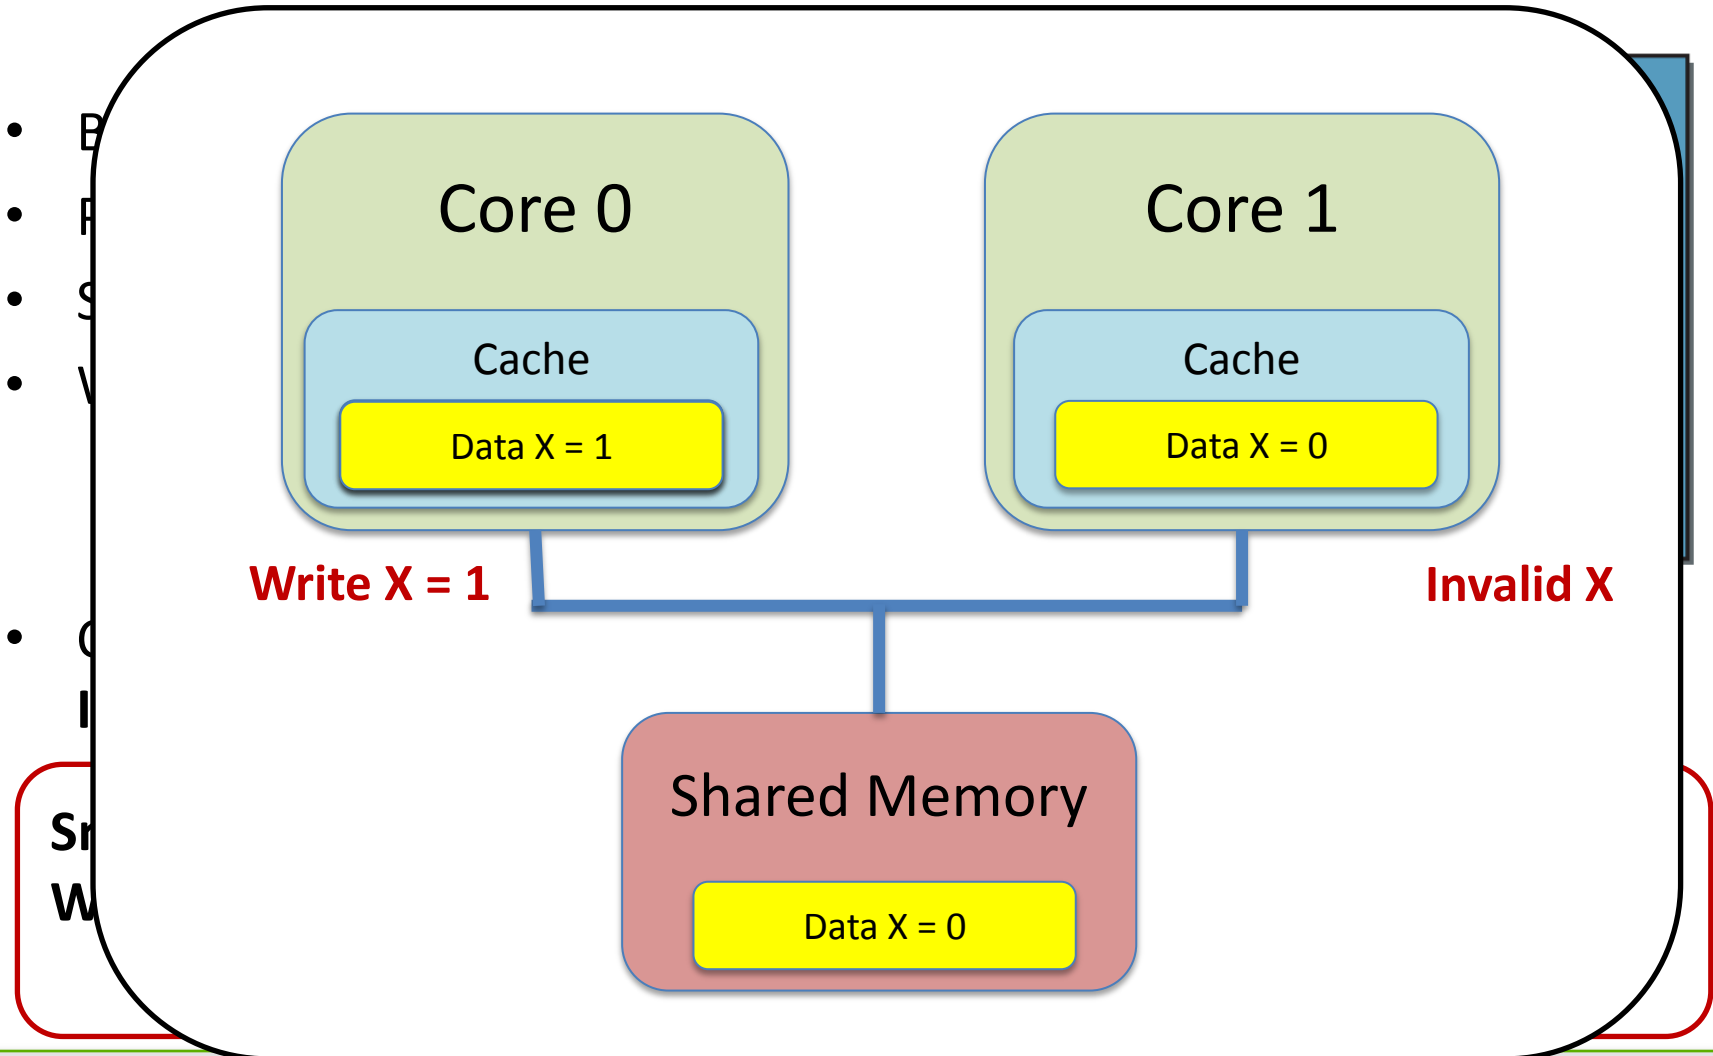 Core 0
Core 1
Cache
Cache
Data X = 1
Data X = 0
Write X = 1
Invalid X
Shared Memory
Data X = 0